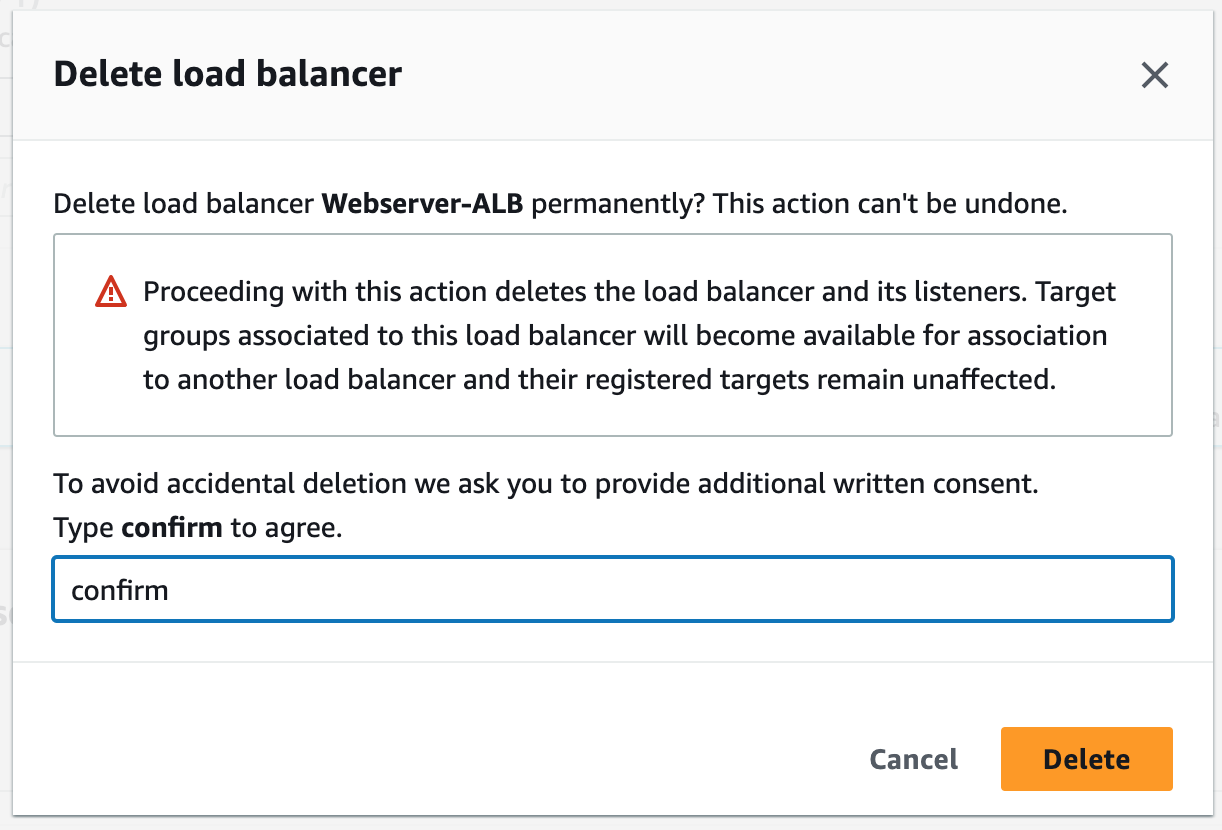 Delete load balancer
Delete load balancer Webserver-ALB permanently? This action can't be undone.
Proceeding with this action deletes the load balancer and its listeners. Target
groups associated to this load balancer will become available for association
to another load balancer and their registered targets remain unaffected.
To avoid accidental deletion we ask you to provide additional written consent.
Type confirm to agree.
confirm
Cancel
Delete